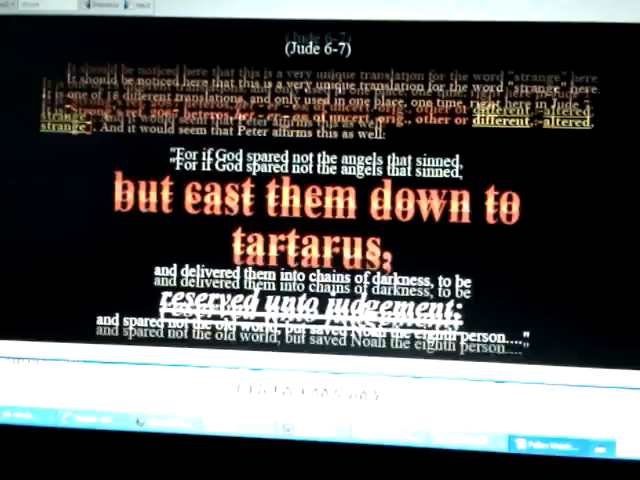 (Jude 6-7)
It should be noticed here that this is a very unique translation for the word "strange" here.
It is one of 18 different translations, and only used in one place, one time, right here in Jude -
other or different - altered,
strange". And it would seem that Peter affirms this as well:
"For if God spared not the angels that sinned,
but cast them down to
tartarus,
and delivered them into chains of darkness, to be
reserved unto judgement;
and spared not the old world, but saved Noah the eighth person...."